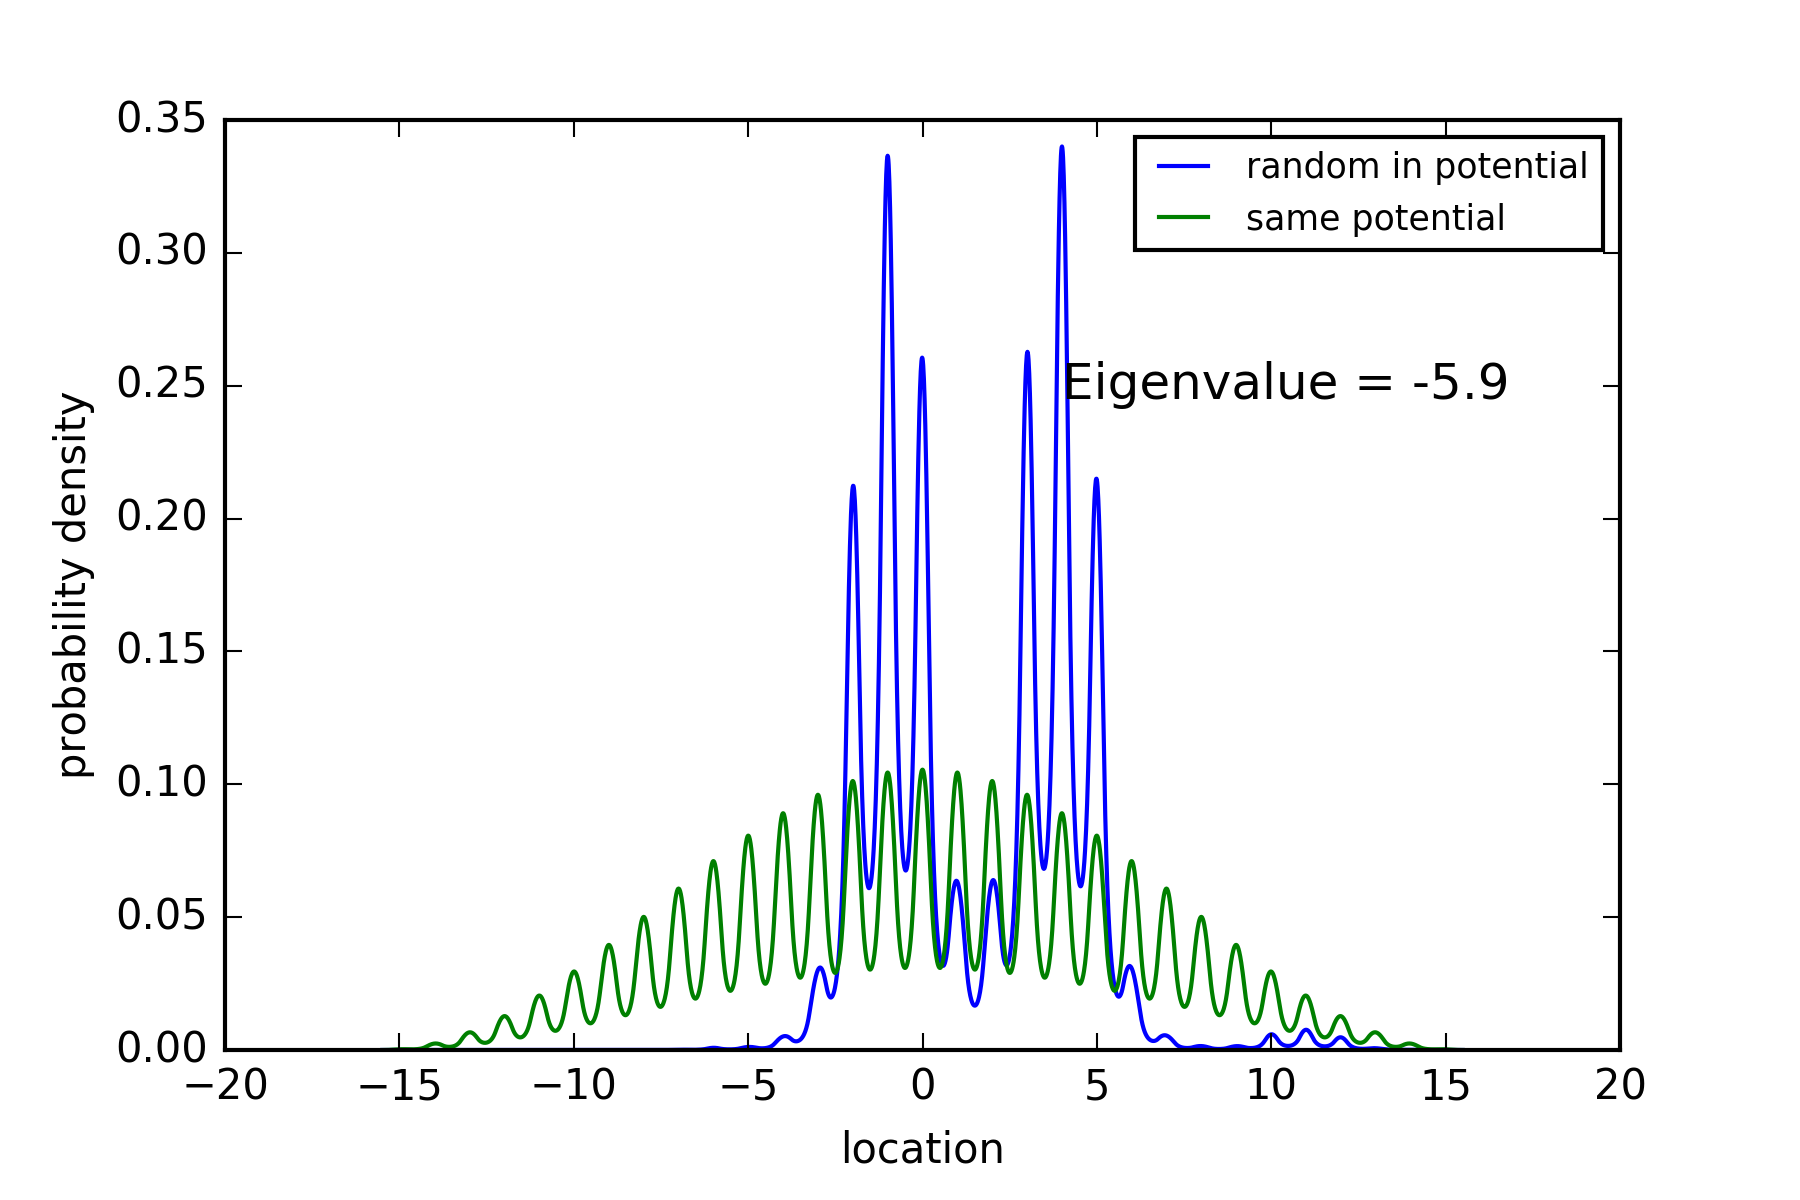 0.35
0.30
0.25
0.20
0.15
0.10
0.05
0.00
probability density
random in potential
same potential
Eigenvalue = -5.9
−20 −15 −10 −5 0 5 10 15 20
location